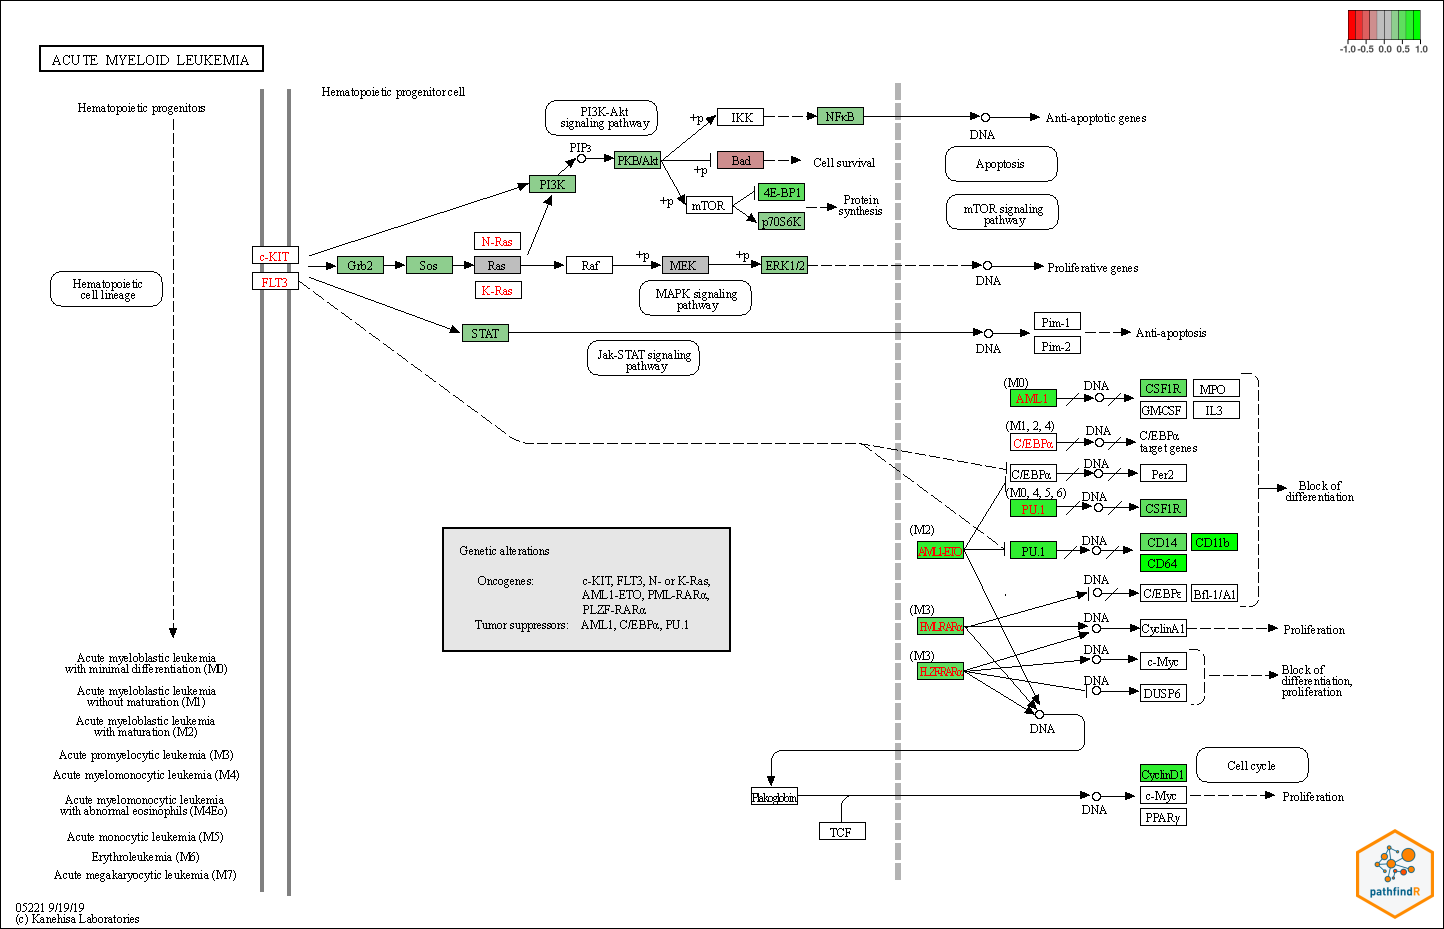 -1.0 -0.5 0.0 0.5 1.0
ACUTE MYELOID LEUKEMIA
Hematopoietic progenitors
Hematopoietic progenitor cell
PI3K-Akt
signaling pathway
+p
IKK
NFκB
DNA
Anti-apoptotic genes
PIP3
PKB/Akt
Bad
+p
Cell survival
Apoptosis
PI3K
+p
mTOR
4E-BP1
p70S6K
Protein
synthesis
mTOR signaling
pathway
c-KIT
FLT3
N-Ras
Grb2
Sos
Ras
K-Ras
Raf
+p
MEK
+p
ERK1/2
DNA
Proliferative genes
Hematopoietic
cell lineage
MAPK signaling
pathway
STAT
DNA
Pim-1
Pim-2
Anti-apoptosis
Jak-STAT signaling
pathway
(M0)
AML1
DNA
CSF1R
MPO
GMCSF
IL3
(M1, 2, 4)
C/EBPα
DNA
C/EBPα
target genes
C/EBPα
DNA
Per2
(M0, 4, 5, 6)
PU.1
DNA
CSF1R
Block of
differentiation
(M2)
AML1-ETO
PU.1
DNA
CD14
CD11b
CD64
DNA
C/EBPε
Bfl-1/A1
(M3)
DNA
CyclinA1
Proliferation
(M3)
DNA
c-Myc
DNA
DUSP6
Block of
differentiation,
proliferation
DNA
Genetic alterations
Oncogenes: c-KIT, FLT3, N- or K-Ras,
AML1-ETO, PML-RARα,
PLZF-RARα
Tumor suppressors: AML1, C/EBPα, PU.1
Plakoglobin
TCF
DNA
CyclinD1
c-Myc
PPARγ
Cell cycle
Proliferation
Acute myeloblastic leukemia
with minimal differentiation (M0)
Acute myeloblastic leukemia
without maturation (M1)
Acute myeloblastic leukemia
with maturation (M2)
Acute promyelocytic leukemia (M3)
Acute myelomonocytic leukemia (M4)
Acute myelomonocytic leukemia
with abnormal eosinophils (M4Eo)
Acute monocytic leukemia (M5)
Erythroleukemia (M6)
Acute megakaryocytic leukemia (M7)
05221 9/19/19
(c) Kanehisa Laboratories
pathfindR